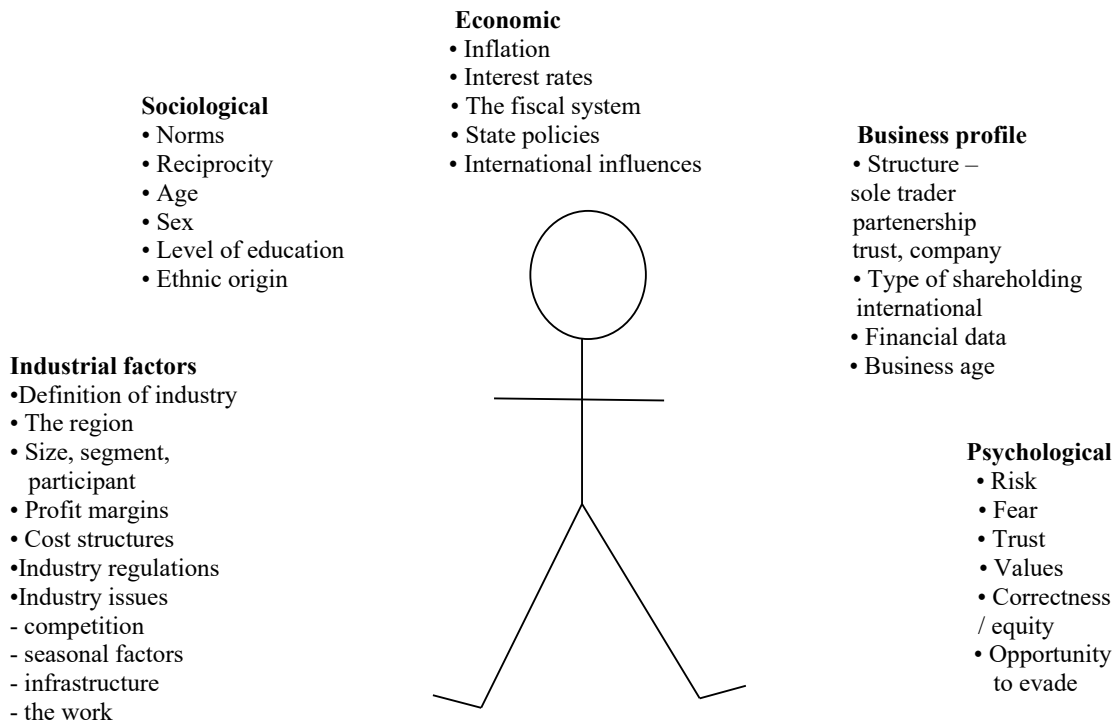 Economic
• Inflation
• Interest rates
• The fiscal system
• State policies
• International influences
Sociological
• Norms
• Reciprocity
• Age
• Sex
• Level of education
• Ethnic origin
Business profile
• Structure –
sole trader
partenership
trust, company
• Type of shareholding
international
• Financial data
• Business age
Industrial factors
•Definition of industry
• The region
• Size, segment,
participant
• Profit margins
• Cost structures
•Industry regulations
•Industry issues
- competition
- seasonal factors
- infrastructure
- the work
Psychological
• Risk
• Fear
• Trust
• Values
• Correctness
/ equity
• Opportunity
to evade